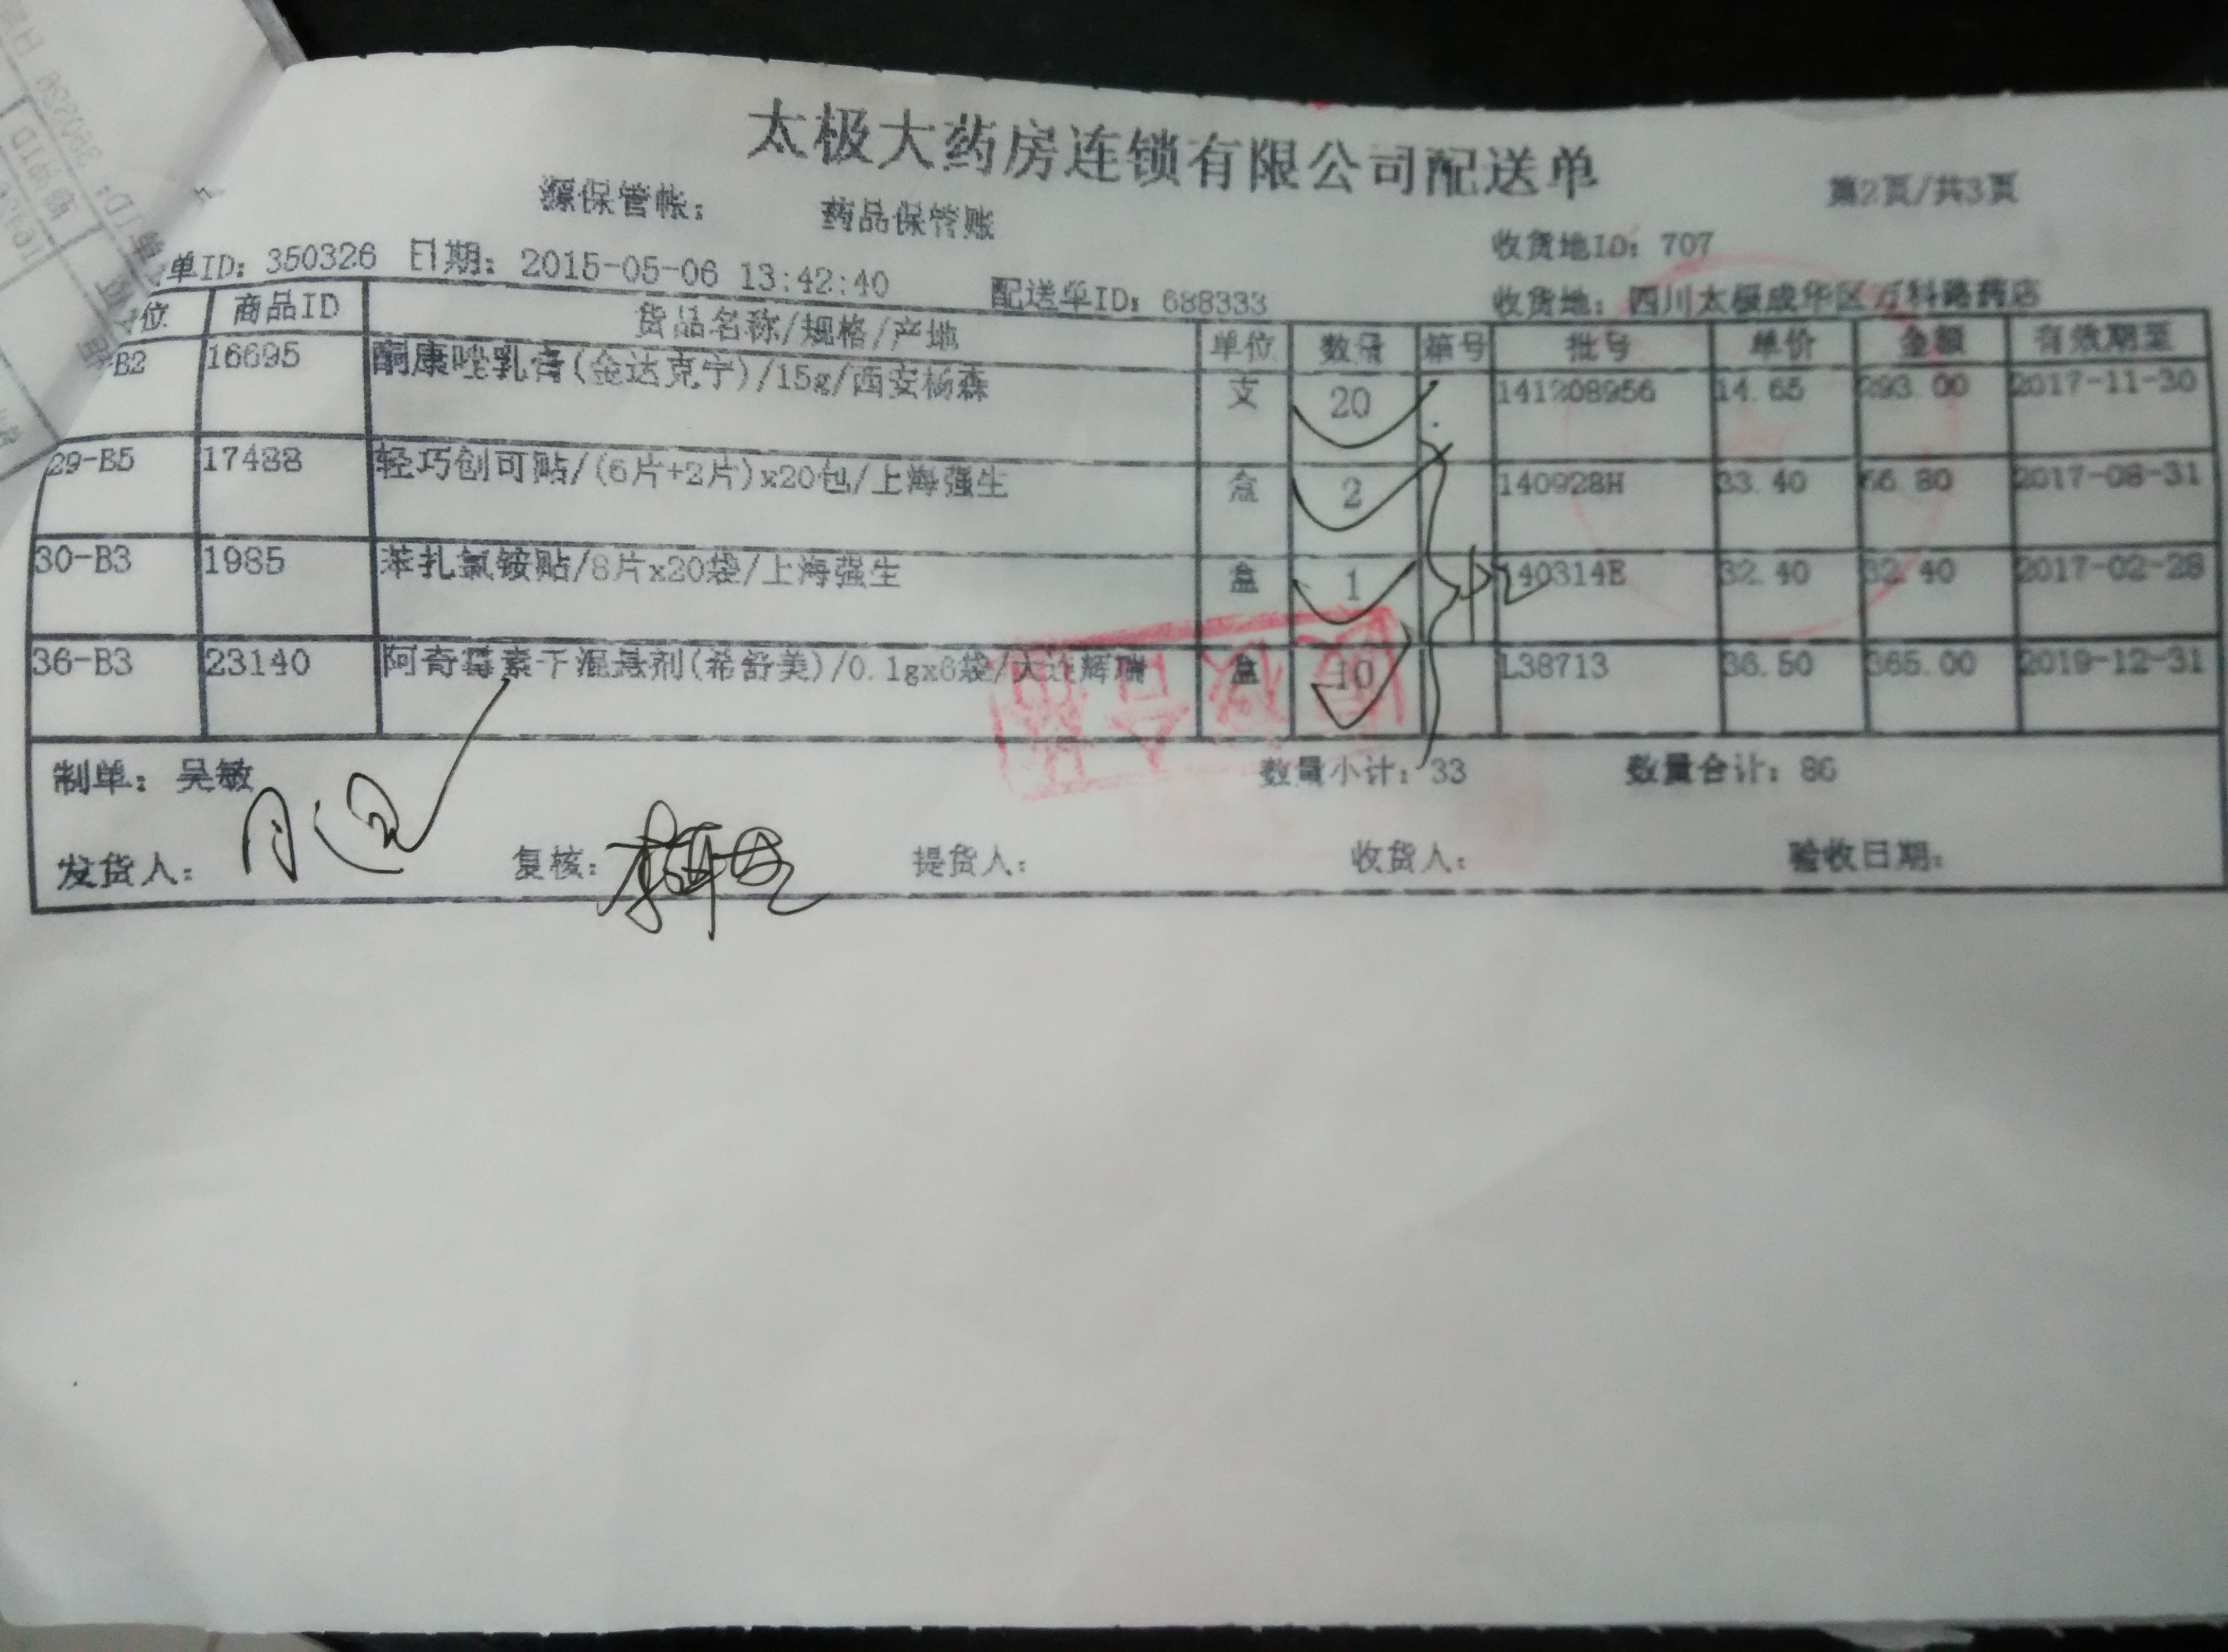 太极大药房连锁有限公司配送单
源保管帐： 药品保管账 第2页/共3页
单ID：350326 日期：2015-05-06 13:42:40 配送单ID：688333 收货地ID：707
收货地：四川太极成华区万科路药店
位 商品ID 货品名称/规格/产地 单位 数量 箱号 批号 单价 金额 有效期至
B2 16695 酮康唑乳膏(金达克宁)/15g/西安杨森 支 20 141208956 14.65 293.00 2017-11-30
29-B5 17488 轻巧创可贴/(6片+2片)x20包/上海强生 盒 2 140928H 33.40 66.80 2017-08-31
30-B3 1985 苯扎氯铵贴/8片x20袋/上海强生 盒 1 140314E 32.40 32.40 2017-02-28
36-B3 23140 阿奇霉素干混悬剂(希舒美)/0.1gx6袋/大连辉瑞 盒 10 L38713 36.50 365.00 2019-12-31
制单：吴敏 数量小计：33 数量合计：86
发货人： 复核： 提货人： 收货人： 验收日期：